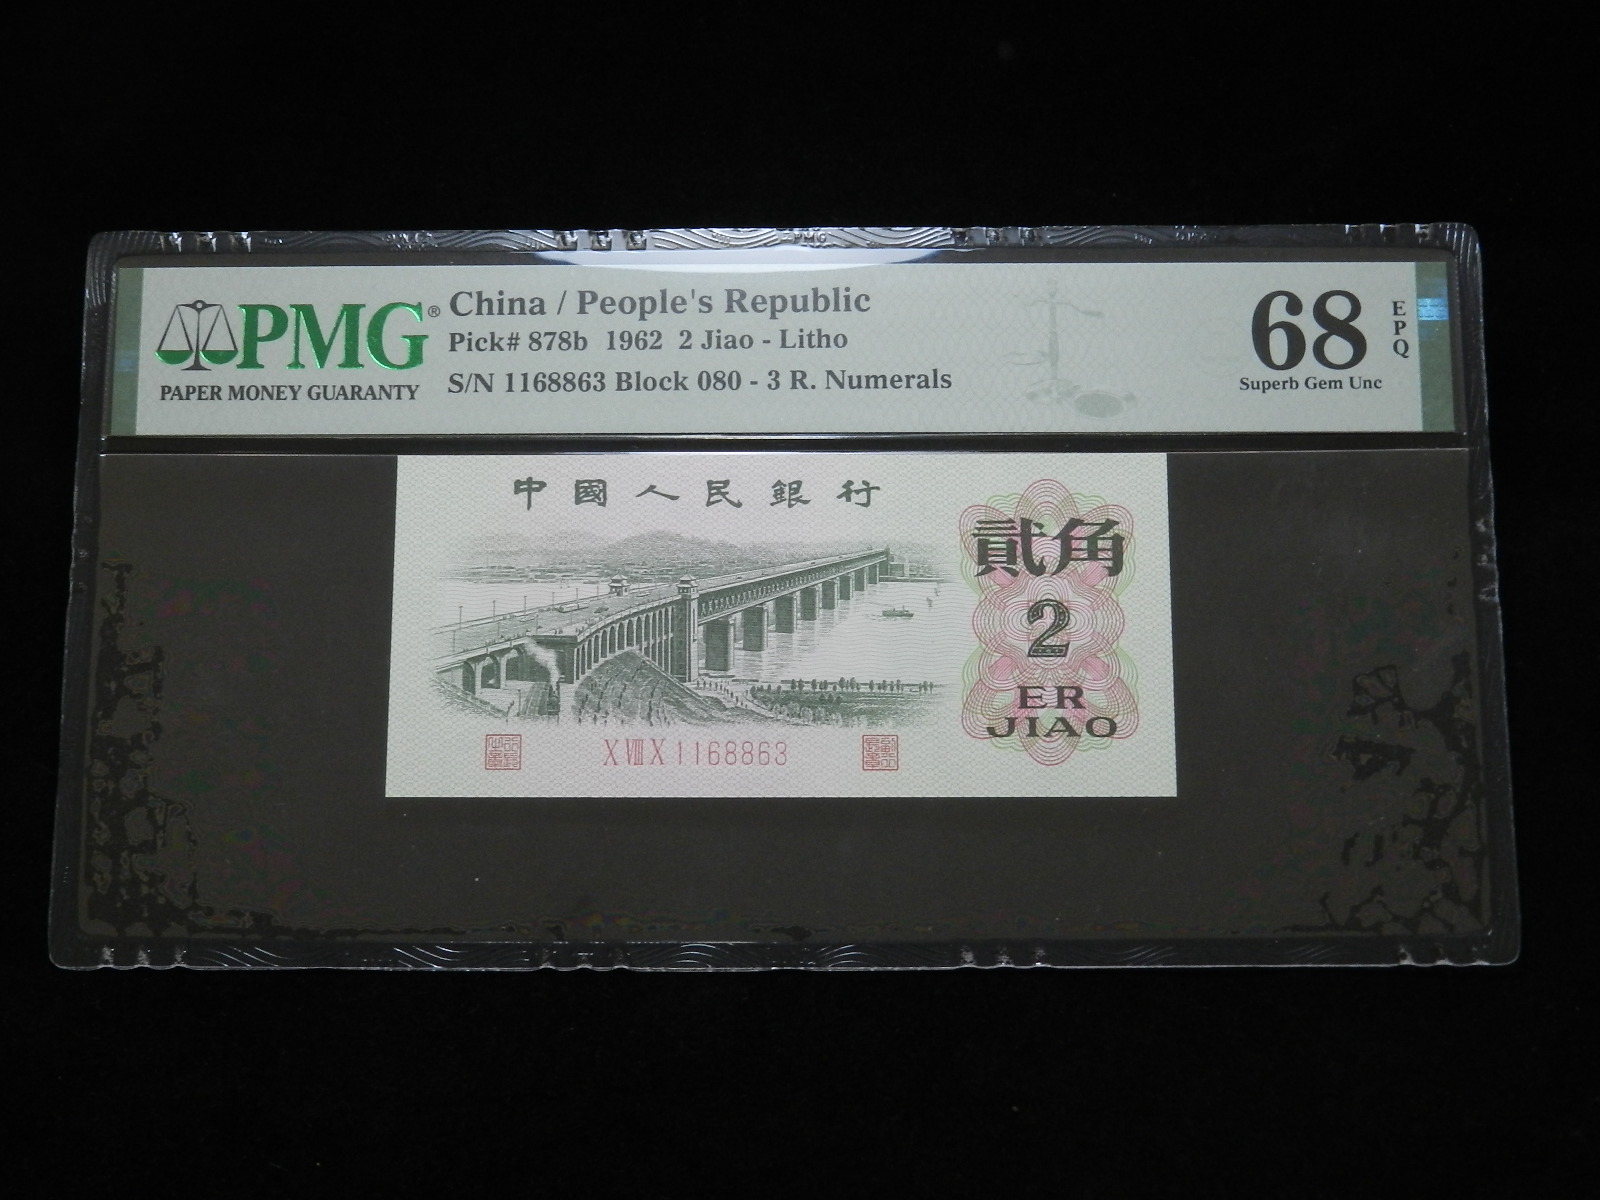 PMG®
PAPER MONEY GUARANTY
China / People's Republic
Pick# 878b 1962 2 Jiao - Litho
S/N 1168863 Block 080 - 3 R. Numerals
68
EPQ
Superb Gem Unc
中國人民銀行
貳角
2
ER
JIAO
X VIII X 1168863